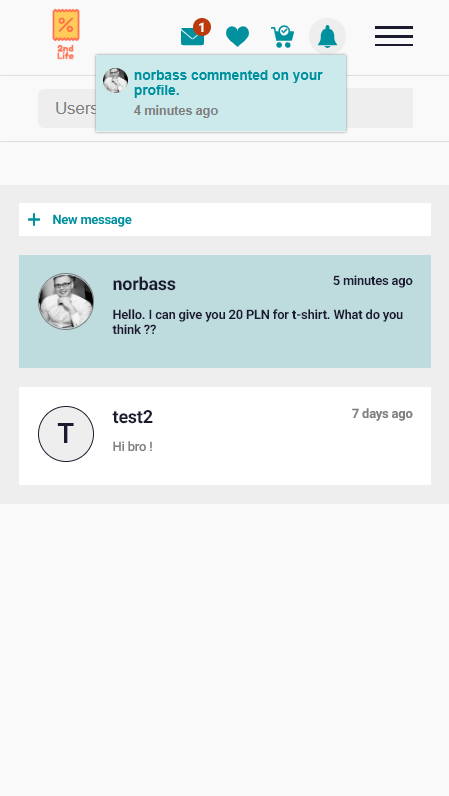 2nd
Life
1
norbass commented on your
profile.
4 minutes ago
Users
New message
norbass
5 minutes ago
Hello. I can give you 20 PLN for t-shirt. What do you
think ??
T
test2
7 days ago
Hi bro !